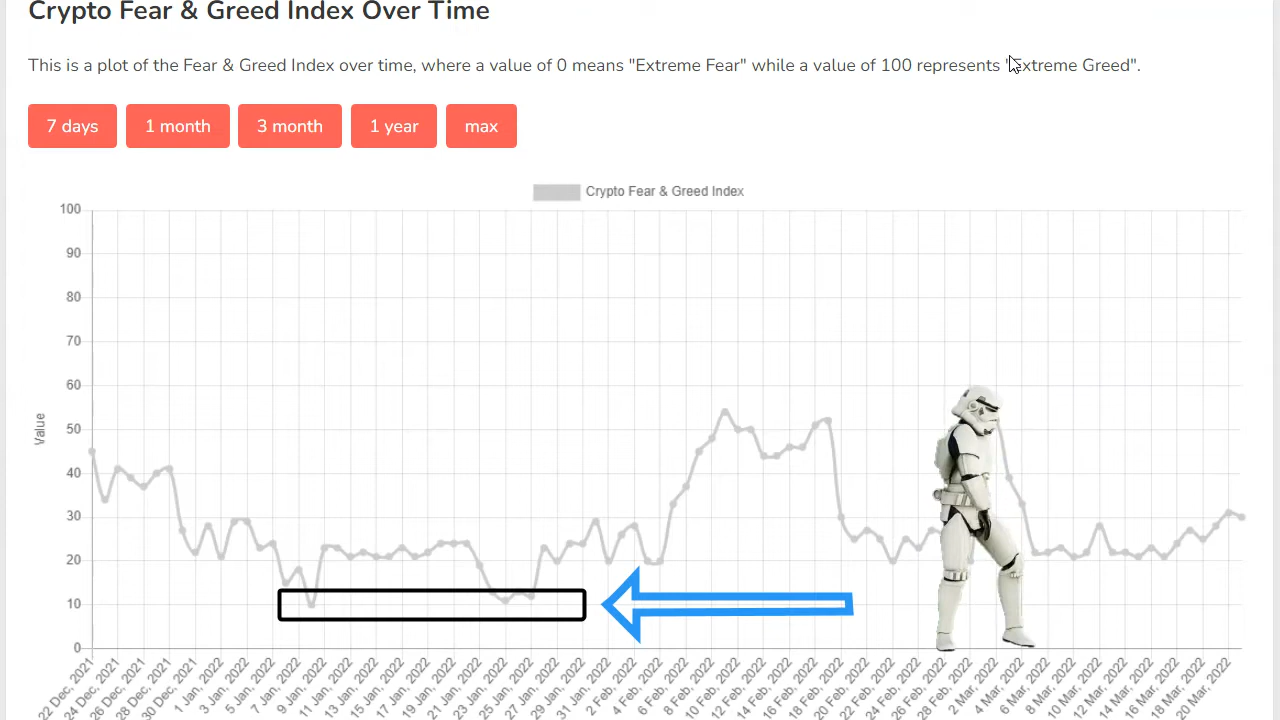 Crypto Fear & Greed Index Over Time
This is a plot of the Fear & Greed Index over time, where a value of 0 means "Extreme Fear" while a value of 100 represents "Extreme Greed".
7 days 1 month 3 month 1 year max
Crypto Fear & Greed Index
100
90
80
70
60
50
40
30
20
10
0
Value
22 Dec, 2021 24 Dec, 2021 26 Dec, 2021 28 Dec, 2021 30 Dec, 2021 1 Jan, 2022 3 Jan, 2022 5 Jan, 2022 7 Jan, 2022 9 Jan, 2022 11 Jan, 2022 13 Jan, 2022 15 Jan, 2022 17 Jan, 2022 19 Jan, 2022 21 Jan, 2022 23 Jan, 2022 25 Jan, 2022 27 Jan, 2022 29 Jan, 2022 31 Jan, 2022 2 Feb, 2022 4 Feb, 2022 6 Feb, 2022 8 Feb, 2022 10 Feb, 2022 12 Feb, 2022 14 Feb, 2022 16 Feb, 2022 18 Feb, 2022 20 Feb, 2022 22 Feb, 2022 24 Feb, 2022 26 Feb, 2022 28 Feb, 2022 2 Mar, 2022 4 Mar, 2022 6 Mar, 2022 8 Mar, 2022 10 Mar, 2022 12 Mar, 2022 14 Mar, 2022 16 Mar, 2022 18 Mar, 2022 20 Mar, 2022